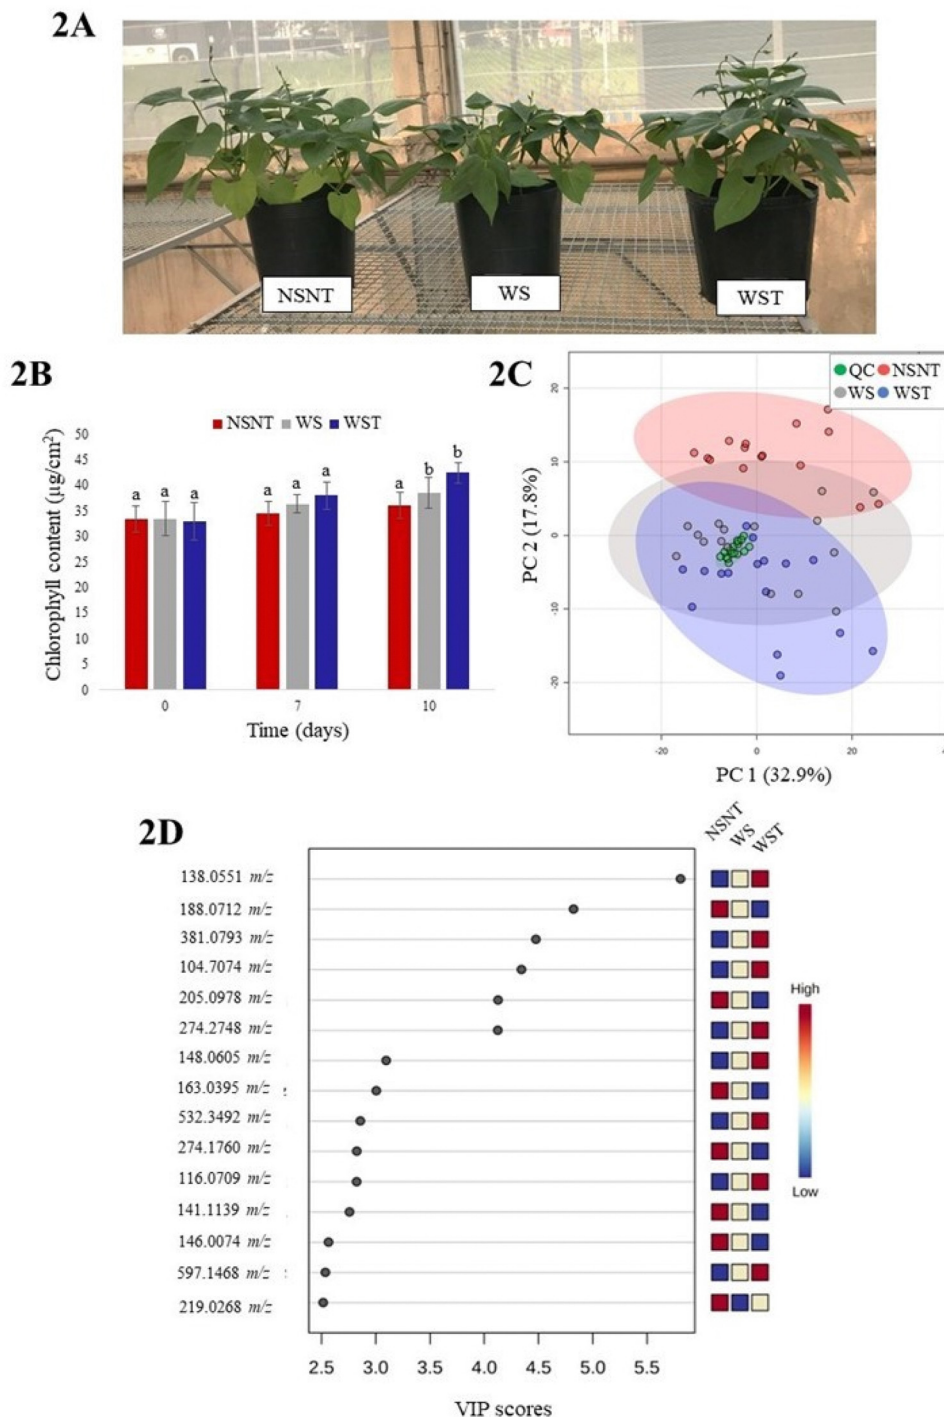 2A
NSNT
WS
WST
2B
NSNT WS WST
Chlorophyll content (µg/cm²)
50
45
40
35
30
25
20
15
10
5
0
a a a
a a a
a b b
0 7 10
Time (days)
2C
QC NSNT
WS WST
PC 2 (17.8%)
20
10
0
-10
-20
-20 0 20
PC 1 (32.9%)
2D
NSNT WS WST
138.0551 m/z
188.0712 m/z
381.0793 m/z
104.7074 m/z
205.0978 m/z
274.2748 m/z
148.0605 m/z
163.0395 m/z
532.3492 m/z
274.1760 m/z
116.0709 m/z
141.1139 m/z
146.0074 m/z
597.1468 m/z
219.0268 m/z
High
Low
2.5 3.0 3.5 4.0 4.5 5.0 5.5
VIP scores